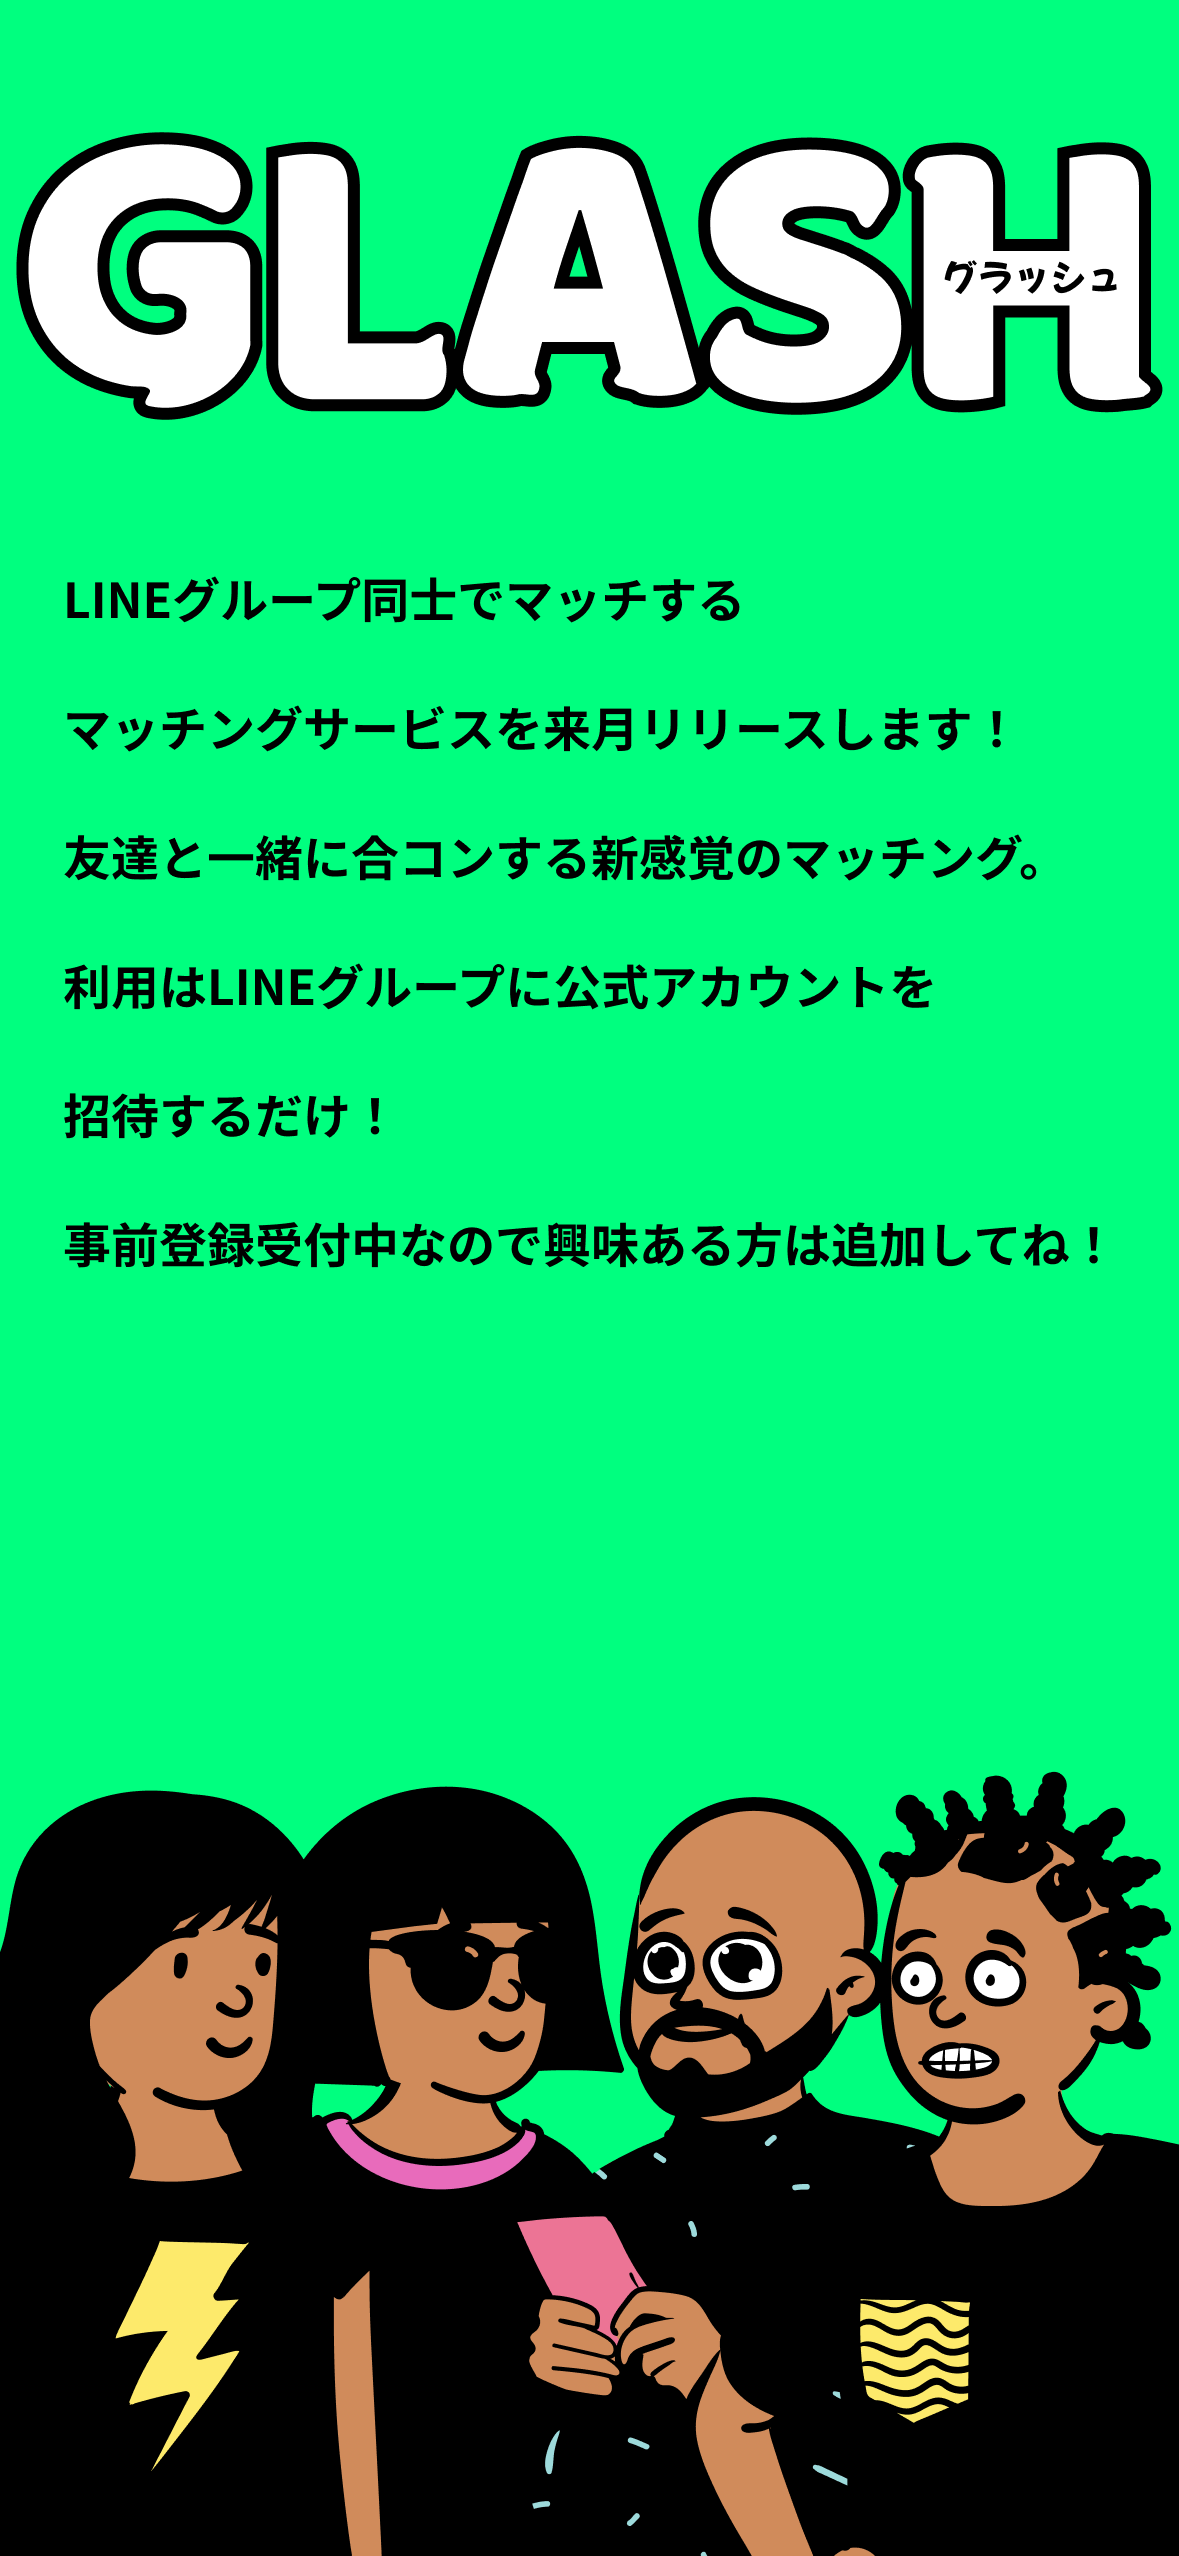 GLASH
グラッシュ
LINEグループ同士でマッチする
マッチングサービスを来月リリースします！
友達と一緒に合コンする新感覚のマッチング。
利用はLINEグループに公式アカウントを
招待するだけ！
事前登録受付中なので興味ある方は追加してね！